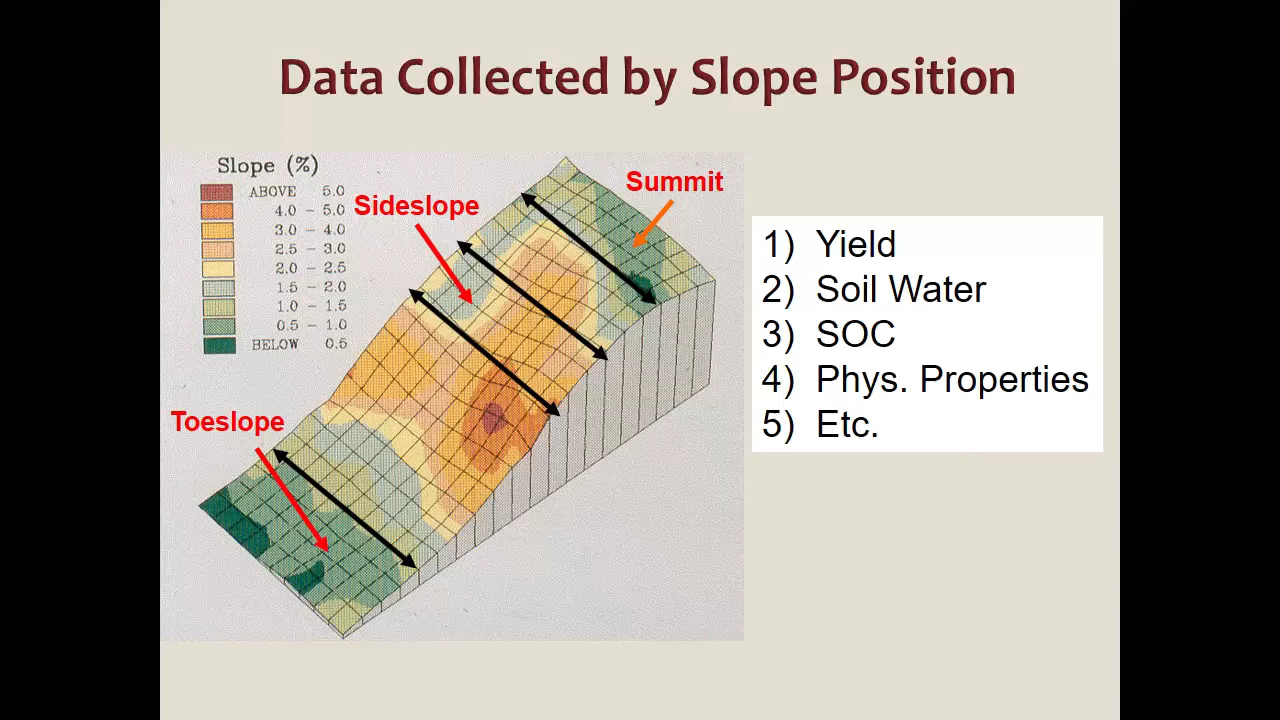 Data Collected by Slope Position
Slope (%)
ABOVE 5.0
4.0 - 5.0
3.0 - 4.0
2.5 - 3.0
2.0 - 2.5
1.5 - 2.0
1.0 - 1.5
0.5 - 1.0
BELOW 0.5
Summit
Sideslope
Toeslope
1) Yield
2) Soil Water
3) SOC
4) Phys. Properties
5) Etc.